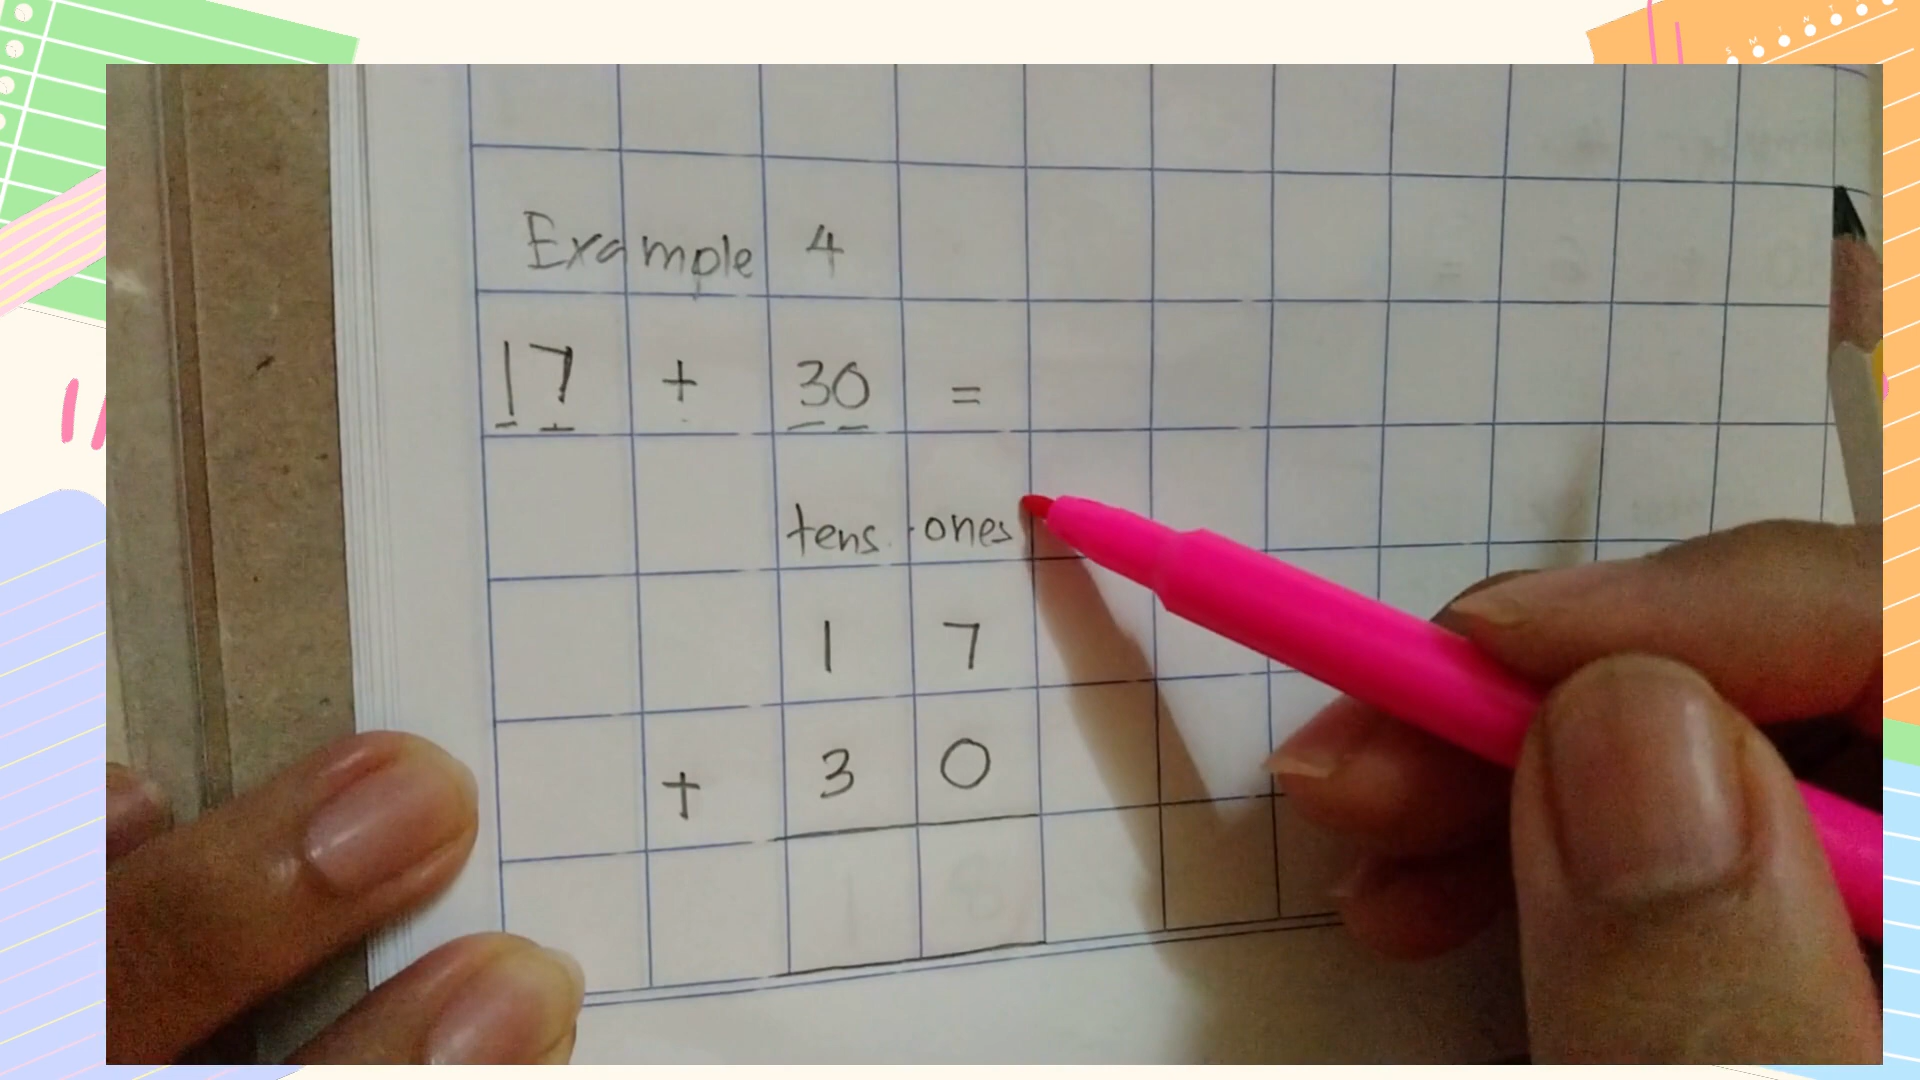 Example 4
17 + 30 =
tens ones
1 7
+ 3 0